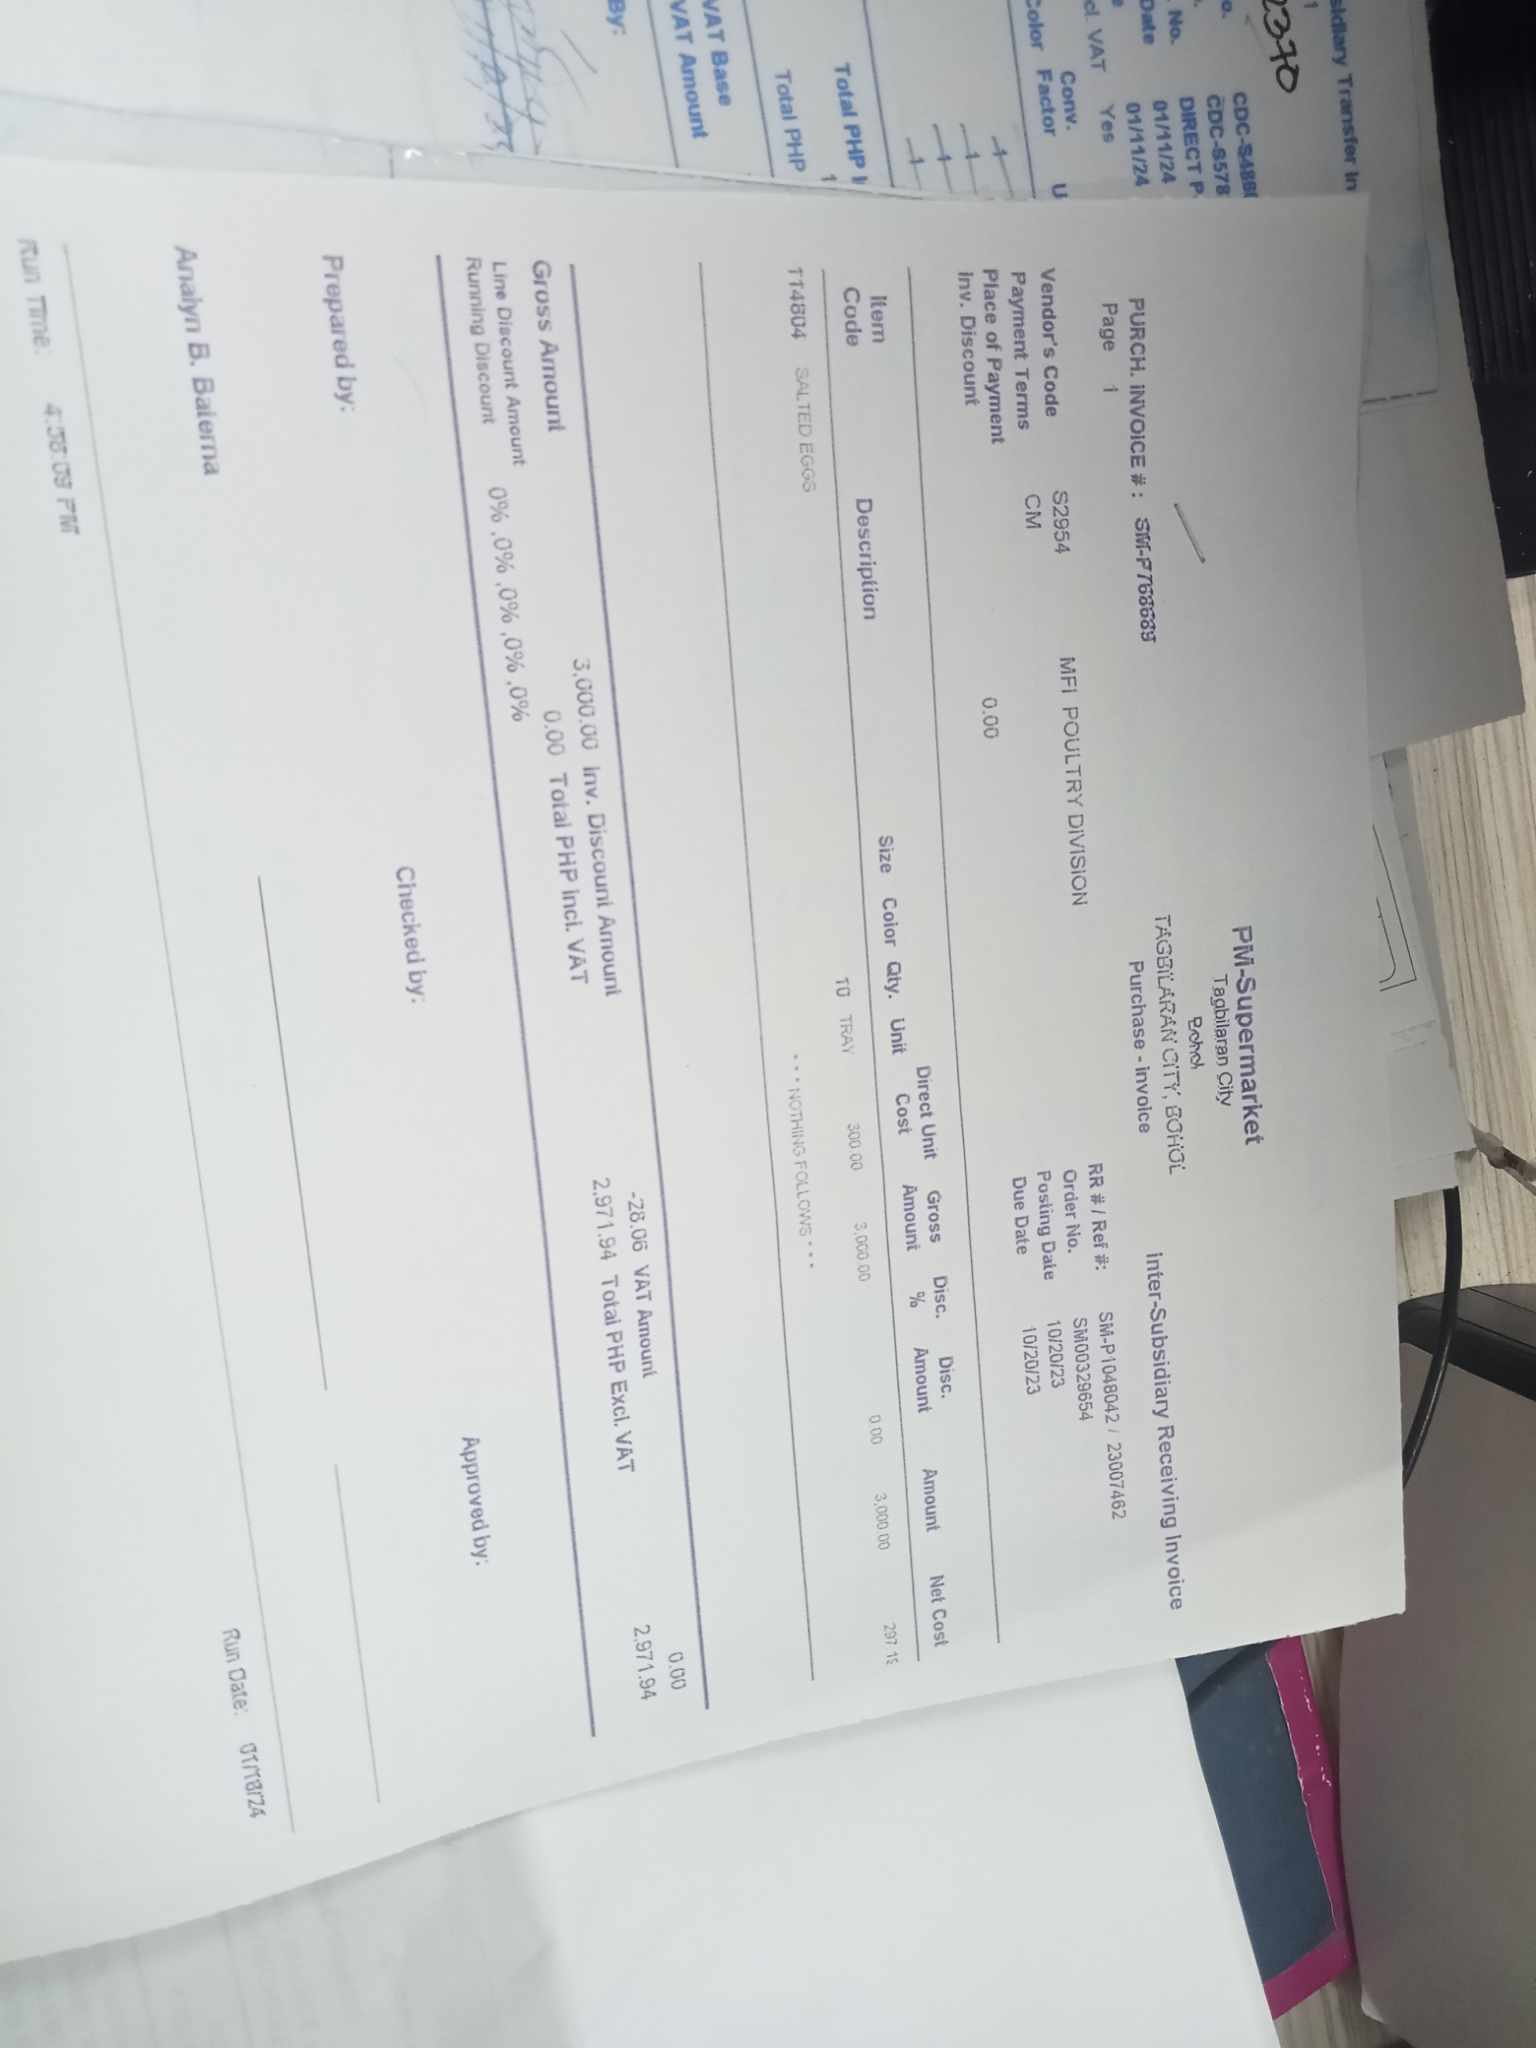 PM-Supermarket
Tagbilaran City
Bohol
TAGBILARAN CITY, BOHOL
Purchase - Invoice
Inter-Subsidiary Receiving Invoice
PURCH. INVOICE # : SM-P768689
Page 1
RR # / Ref #: SM-P1048042 / 23007462
Order No. SM00329654
Posting Date 10/20/23
Due Date 10/20/23
Vendor's Code S2954 MFI POULTRY DIVISION
Payment Terms CM
Place of Payment
Inv. Discount 0.00
Item Code Description Size Color Qty. Unit Direct Unit Cost Gross Amount Disc. % Disc. Amount Amount Net Cost
114804 SALTED EGGS 10 TRAY 300.00 3,000.00 0.00 3,000.00 297.19
* * * NOTHING FOLLOWS * * *
Gross Amount 3,000.00 Inv. Discount Amount -28.06 VAT Amount 0.00
Line Discount Amount 0.00 Total PHP Incl. VAT 2,971.94 Total PHP Excl. VAT 2,971.94
Running Discount 0% ,0% ,0% ,0% ,0%
Prepared by: Checked by: Approved by:
Analyn B. Balerna
Run Time: 4:58:09 PM Run Date: 01/18/24
sidiary Transfer In
1
2370
CDC-S486
CDC-S578
No. DIRECT P
Date 01/11/24
01/11/24
cl. VAT Yes
Color Conv. Factor U
1
1
1
1
Total PHP I
1
Total PHP
VAT Base
VAT Amount
By: